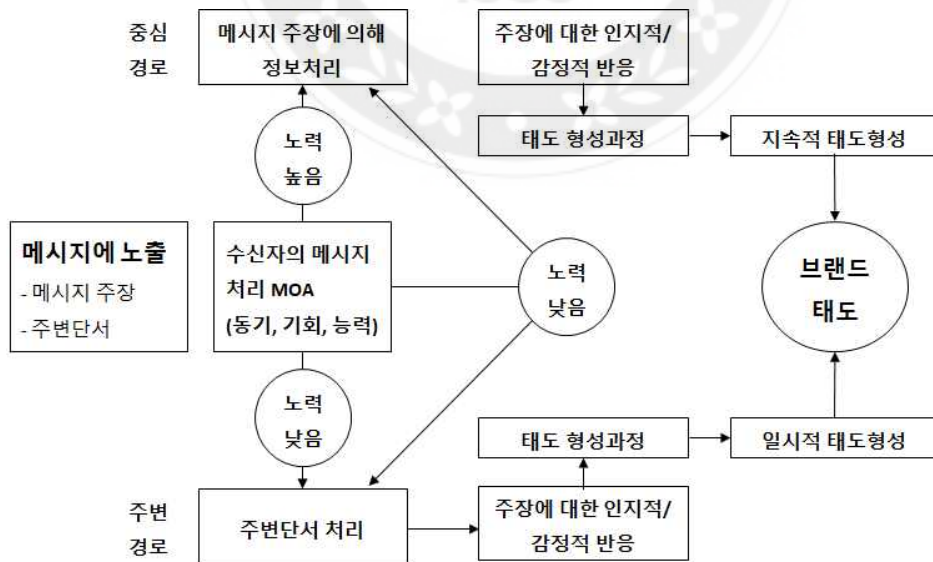 중심
경로
메시지 주장에 의해
정보처리
주장에 대한 인지적/
감정적 반응
노력
높음
태도 형성과정
지속적 태도형성
메시지에 노출
- 메시지 주장
- 주변단서
수신자의 메시지
처리 MOA
(동기, 기회, 능력)
노력
낮음
브랜드
태도
노력
낮음
태도 형성과정
일시적 태도형성
주변
경로
주변단서 처리
주장에 대한 인지적/
감정적 반응